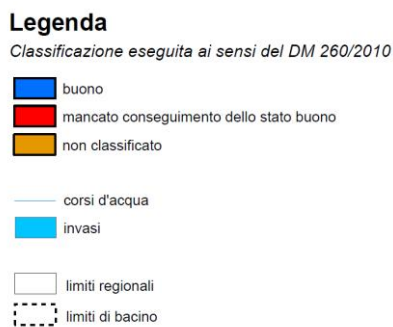 Legenda
Classificazione eseguita ai sensi del DM 260/2010
buono
mancato conseguimento dello stato buono
non classificato
corsi d'acqua
invasi
limiti regionali
limiti di bacino